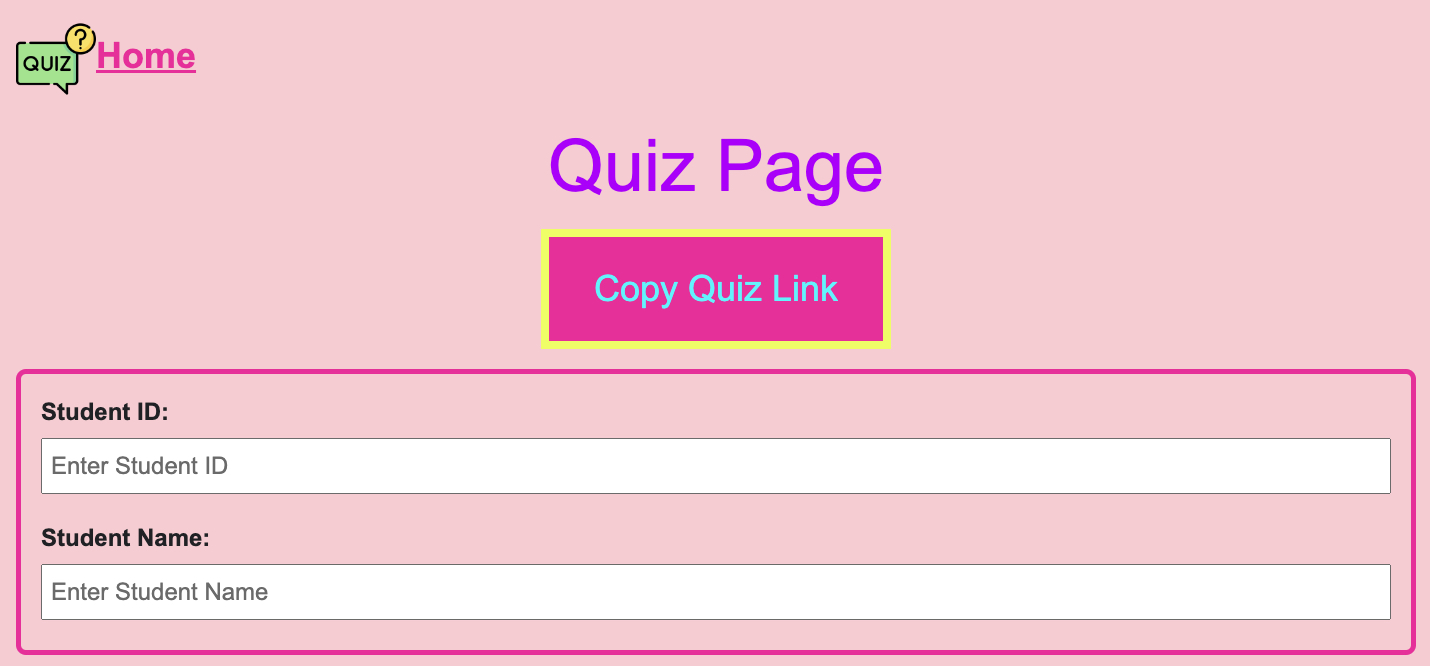 QUIZ
?
Home
Quiz Page
Copy Quiz Link
Student ID:
Enter Student ID
Student Name:
Enter Student Name